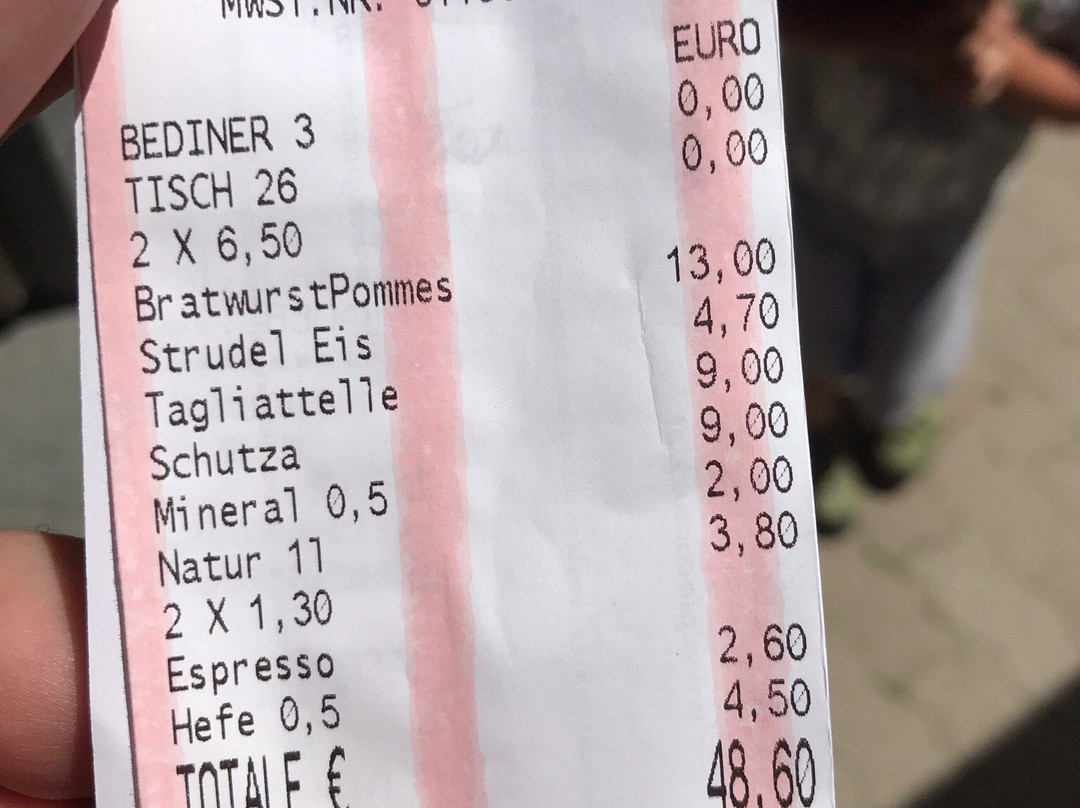 MWST.NR.
EURO
BEDINER 3 0,00
TISCH 26 0,00
2 X 6,50
BratwurstPommes 13,00
Strudel Eis 4,70
Tagliattelle 9,00
Schutza 9,00
Mineral 0,5 2,00
Natur 1l 3,80
2 X 1,30
Espresso 2,60
Hefe 0,5 4,50
TOTALE € 48,60